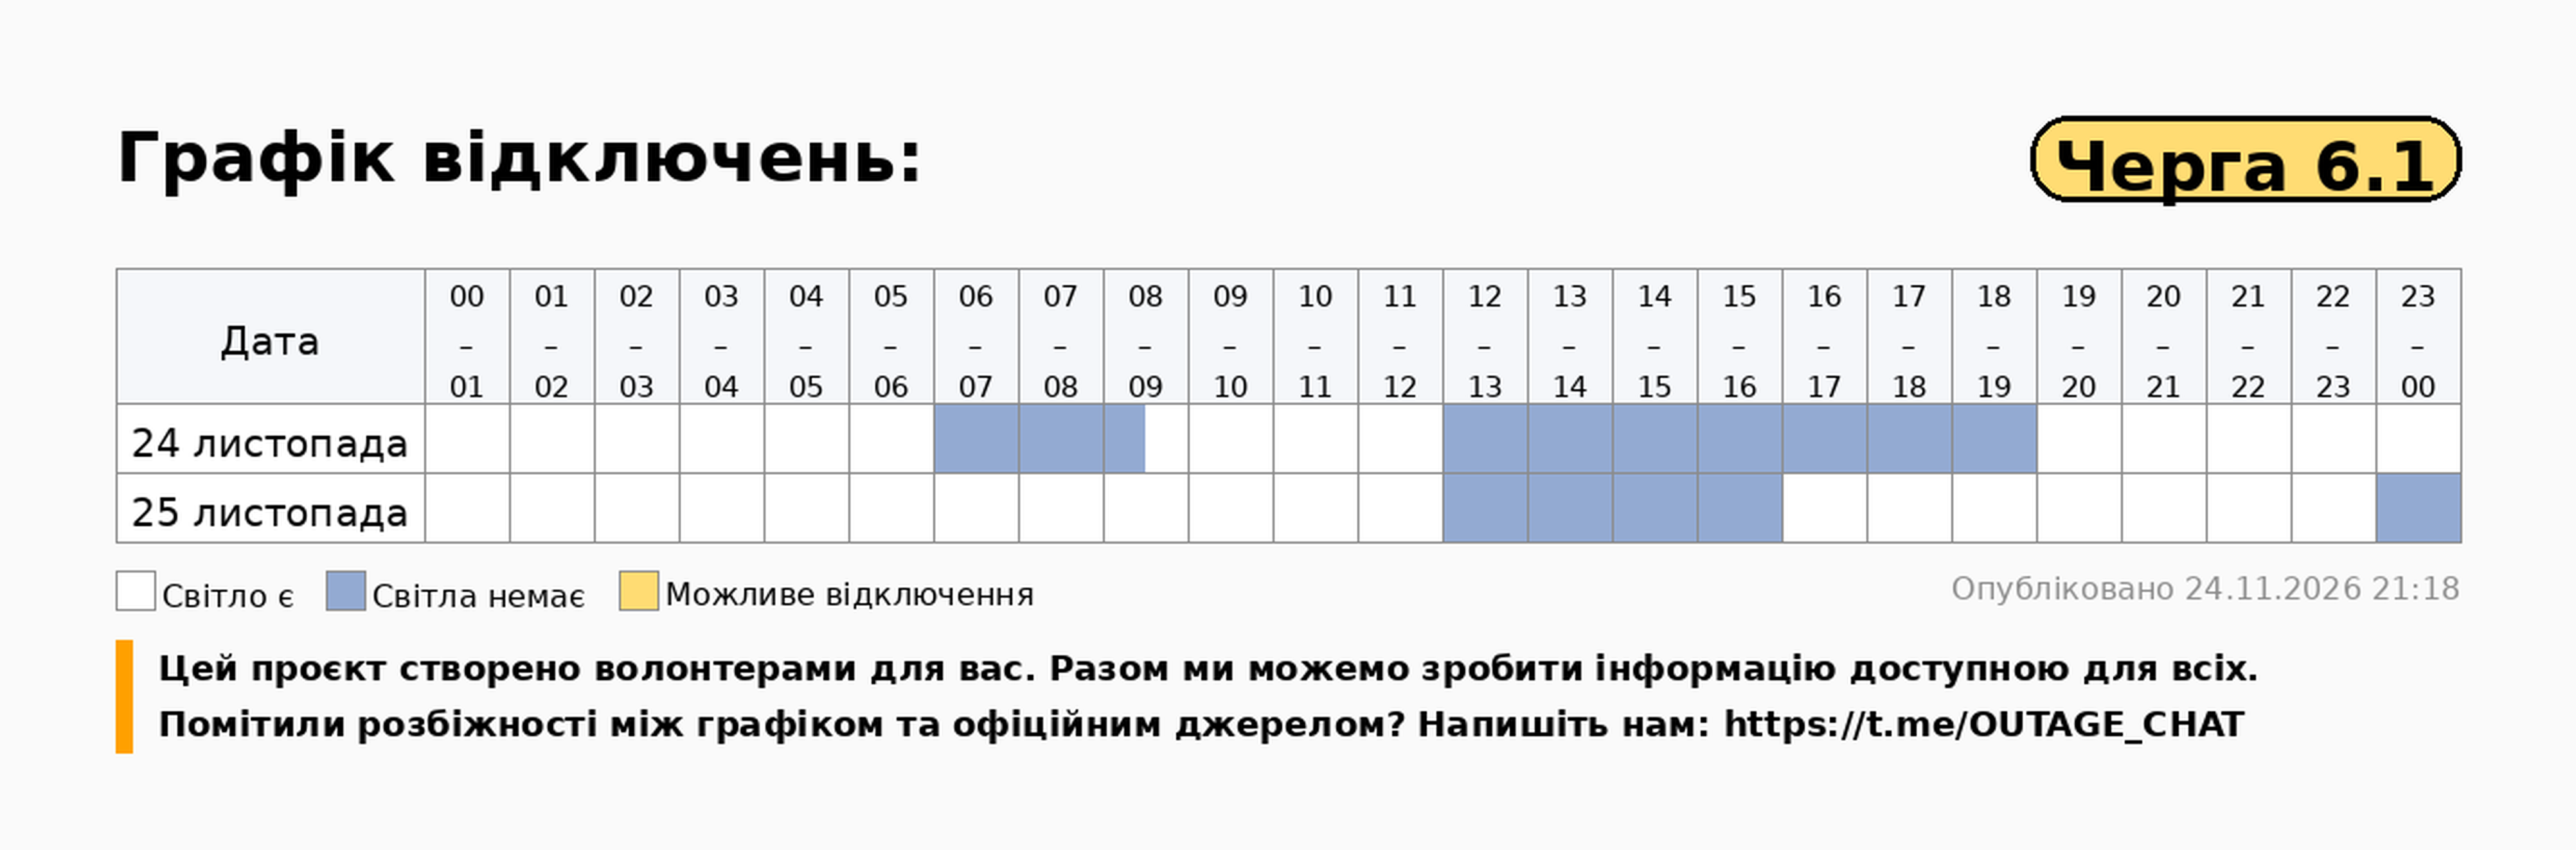 Графік відключень:
Черга 6.1
Дата
00 – 01
01 – 02
02 – 03
03 – 04
04 – 05
05 – 06
06 – 07
07 – 08
08 – 09
09 – 10
10 – 11
11 – 12
12 – 13
13 – 14
14 – 15
15 – 16
16 – 17
17 – 18
18 – 19
19 – 20
20 – 21
21 – 22
22 – 23
23 – 00
24 листопада
25 листопада
Світло є
Світла немає
Можливе відключення
Опубліковано 24.11.2026 21:18
Цей проєкт створено волонтерами для вас. Разом ми можемо зробити інформацію доступною для всіх.
Помітили розбіжності між графіком та офіційним джерелом? Напишіть нам: https://t.me/OUTAGE_CHAT